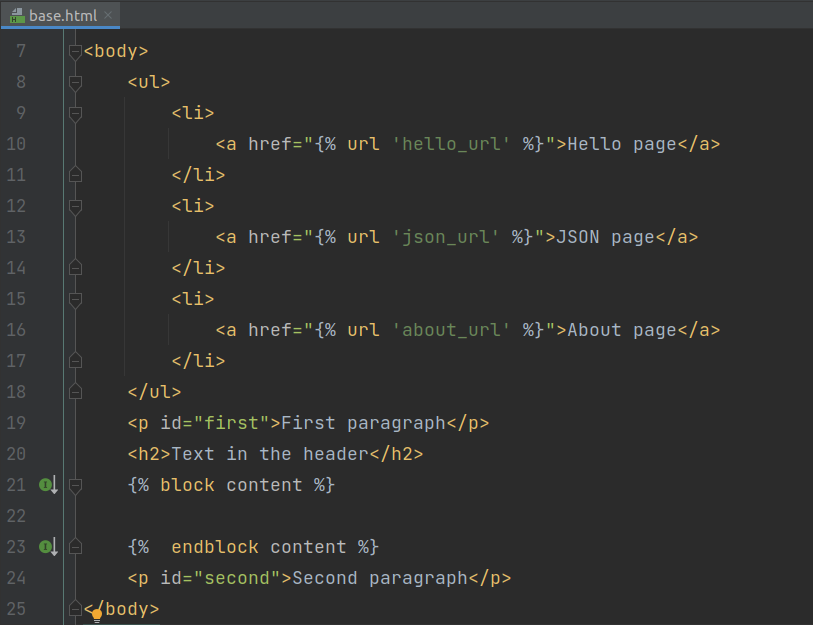 base.html
7 <body>
8 <ul>
9 <li>
10 <a href="{% url 'hello_url' %}">Hello page</a>
11 </li>
12 <li>
13 <a href="{% url 'json_url' %}">JSON page</a>
14 </li>
15 <li>
16 <a href="{% url 'about_url' %}">About page</a>
17 </li>
18 </ul>
19 <p id="first">First paragraph</p>
20 <h2>Text in the header</h2>
21 {% block content %}
22
23 {%  endblock content %}
24 <p id="second">Second paragraph</p>
25 </body>